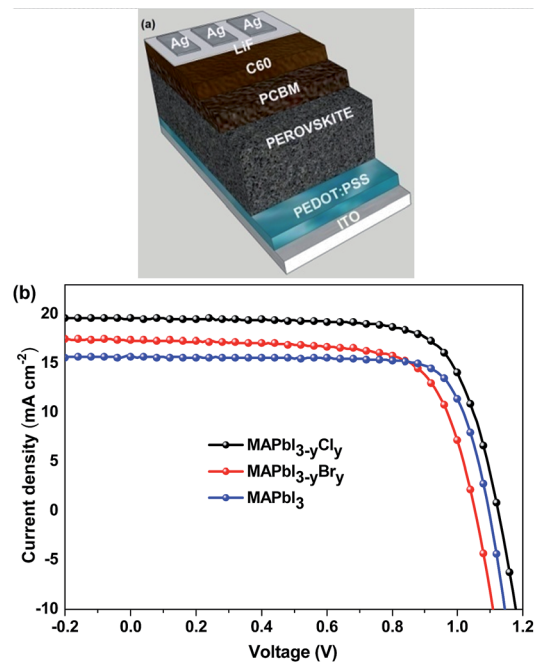 (a)
Ag Ag Ag
LiF
C60
PCBM
PEROVSKITE
PEDOT:PSS
ITO
(b)
20
15
10
5
0
-5
-10
Current density (mA cm⁻²)
MAPbI₃₋yCly
MAPbI₃₋yBry
MAPbI₃
-0.2 0.0 0.2 0.4 0.6 0.8 1.0 1.2
Voltage (V)